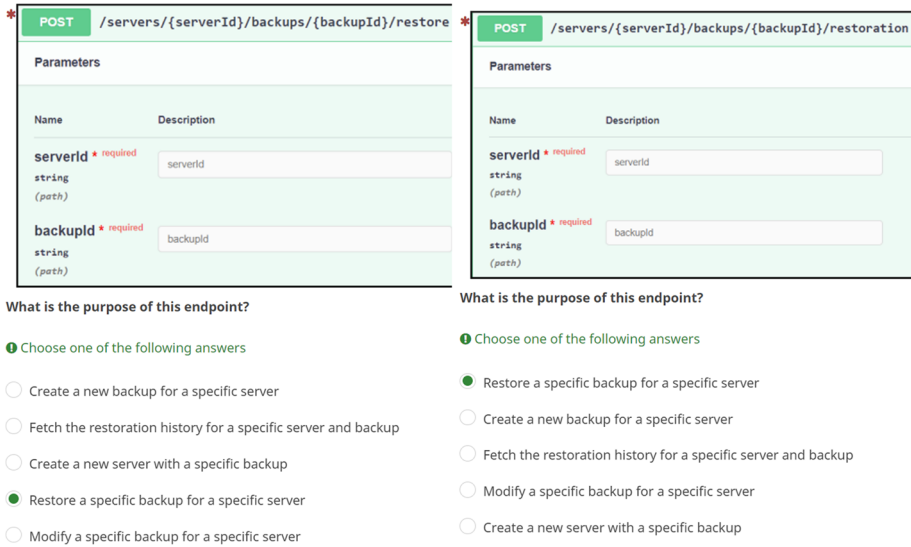 * POST /servers/{serverId}/backups/{backupId}/restore
Parameters
Name Description
serverId * required
serverId
string
(path)
backupId * required
backupId
string
(path)
What is the purpose of this endpoint?
Choose one of the following answers
Create a new backup for a specific server
Fetch the restoration history for a specific server and backup
Create a new server with a specific backup
Restore a specific backup for a specific server
Modify a specific backup for a specific server
* POST /servers/{serverId}/backups/{backupId}/restoration
Parameters
Name Description
serverId * required
serverId
string
(path)
backupId * required
backupId
string
(path)
What is the purpose of this endpoint?
Choose one of the following answers
Restore a specific backup for a specific server
Create a new backup for a specific server
Fetch the restoration history for a specific server and backup
Modify a specific backup for a specific server
Create a new server with a specific backup